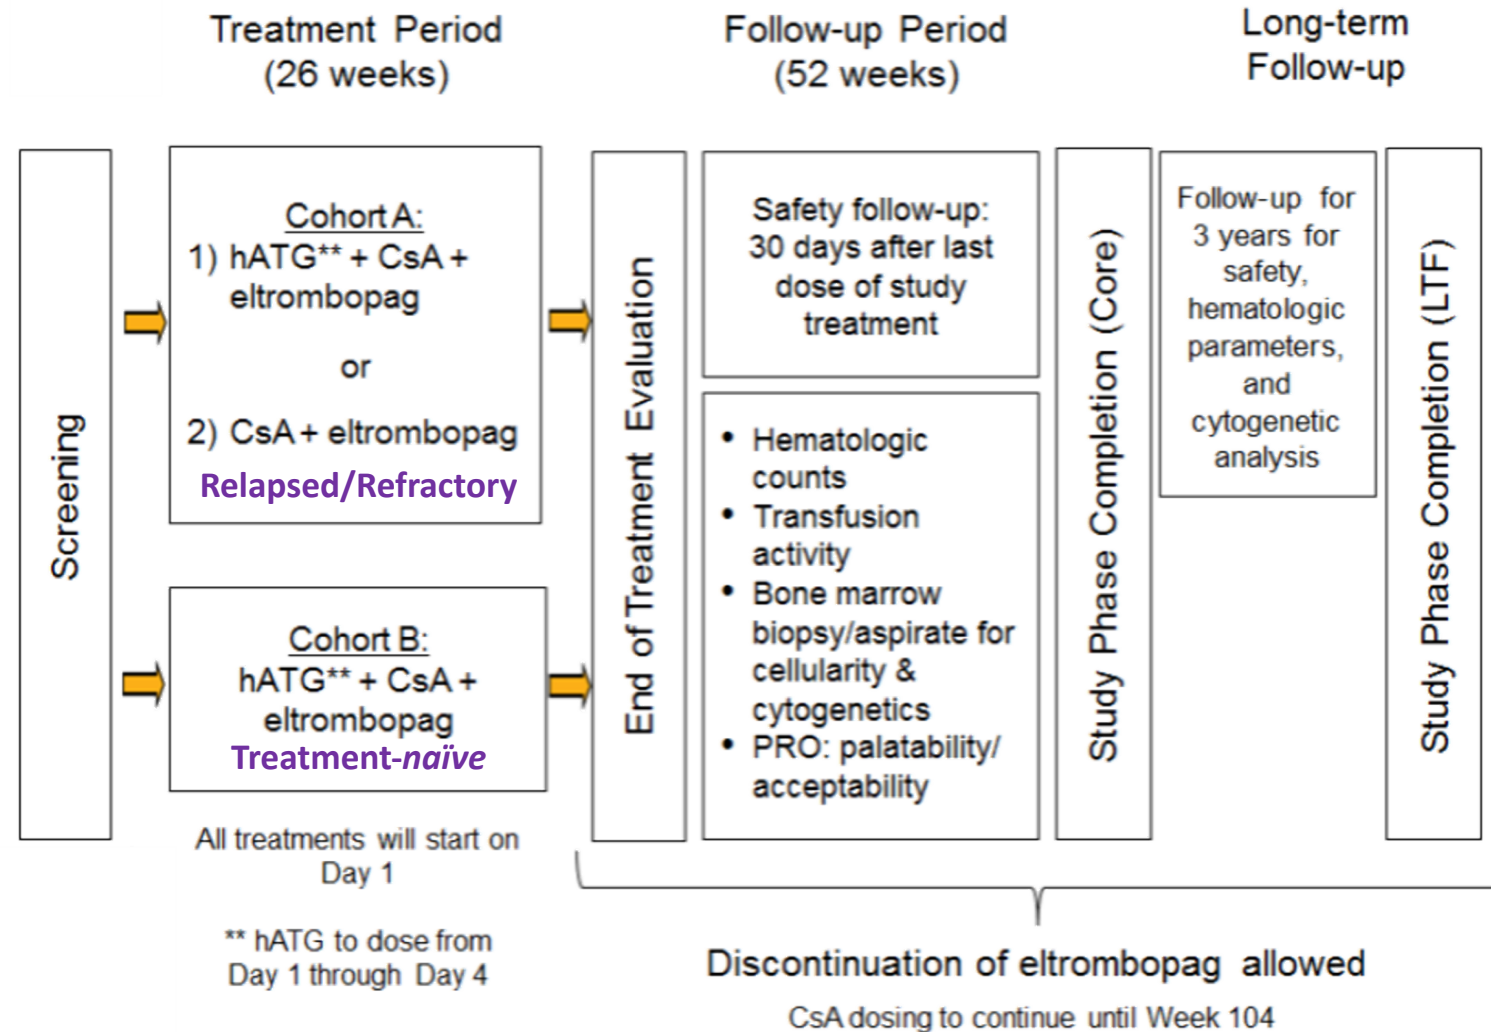 Treatment Period
(26 weeks)
Follow-up Period
(52 weeks)
Long-term
Follow-up
Screening
Cohort A:
1) hATG** + CsA +
eltrombopag
or
2) CsA + eltrombopag
Relapsed/Refractory
Cohort B:
hATG** + CsA +
eltrombopag
Treatment-naïve
All treatments will start on
Day 1
** hATG to dose from
Day 1 through Day 4
End of Treatment Evaluation
Safety follow-up:
30 days after last
dose of study
treatment
• Hematologic
counts
• Transfusion
activity
• Bone marrow
biopsy/aspirate for
cellularity &
cytogenetics
• PRO: palatability/
acceptability
Study Phase Completion (Core)
Follow-up for
3 years for
safety,
hematologic
parameters,
and
cytogenetic
analysis
Study Phase Completion (LTF)
Discontinuation of eltrombopag allowed
CsA dosing to continue until Week 104